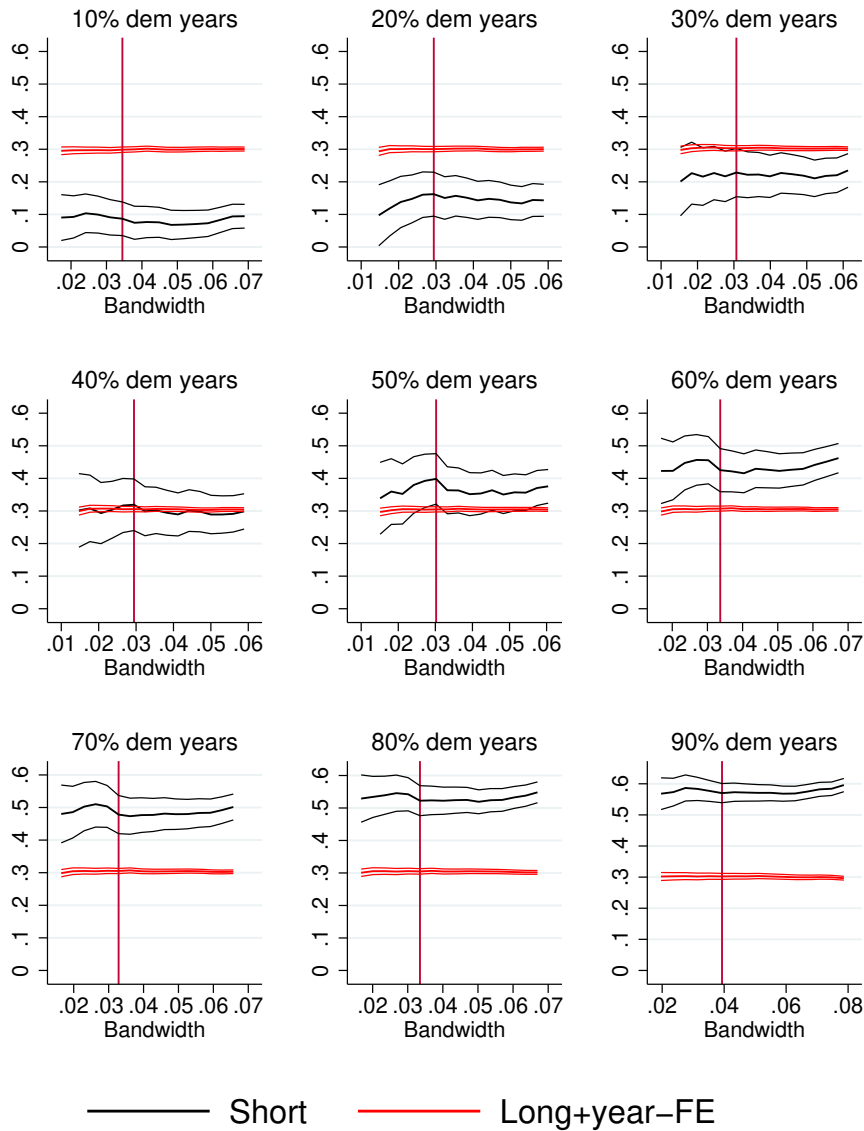 10% dem years
20% dem years
30% dem years
0 .1 .2 .3 .4 .5 .6
0 .1 .2 .3 .4 .5 .6
0 .1 .2 .3 .4 .5 .6
.02 .03 .04 .05 .06 .07
.01 .02 .03 .04 .05 .06
.01 .02 .03 .04 .05 .06
Bandwidth
Bandwidth
Bandwidth
40% dem years
50% dem years
60% dem years
0 .1 .2 .3 .4 .5 .6
0 .1 .2 .3 .4 .5 .6
0 .1 .2 .3 .4 .5 .6
.01 .02 .03 .04 .05 .06
.01 .02 .03 .04 .05 .06
.02 .03 .04 .05 .06 .07
Bandwidth
Bandwidth
Bandwidth
70% dem years
80% dem years
90% dem years
0 .1 .2 .3 .4 .5 .6
0 .1 .2 .3 .4 .5 .6
0 .1 .2 .3 .4 .5 .6
.02 .03 .04 .05 .06 .07
.02 .03 .04 .05 .06 .07
.02 .04 .06 .08
Bandwidth
Bandwidth
Bandwidth
Short
Long+year−FE